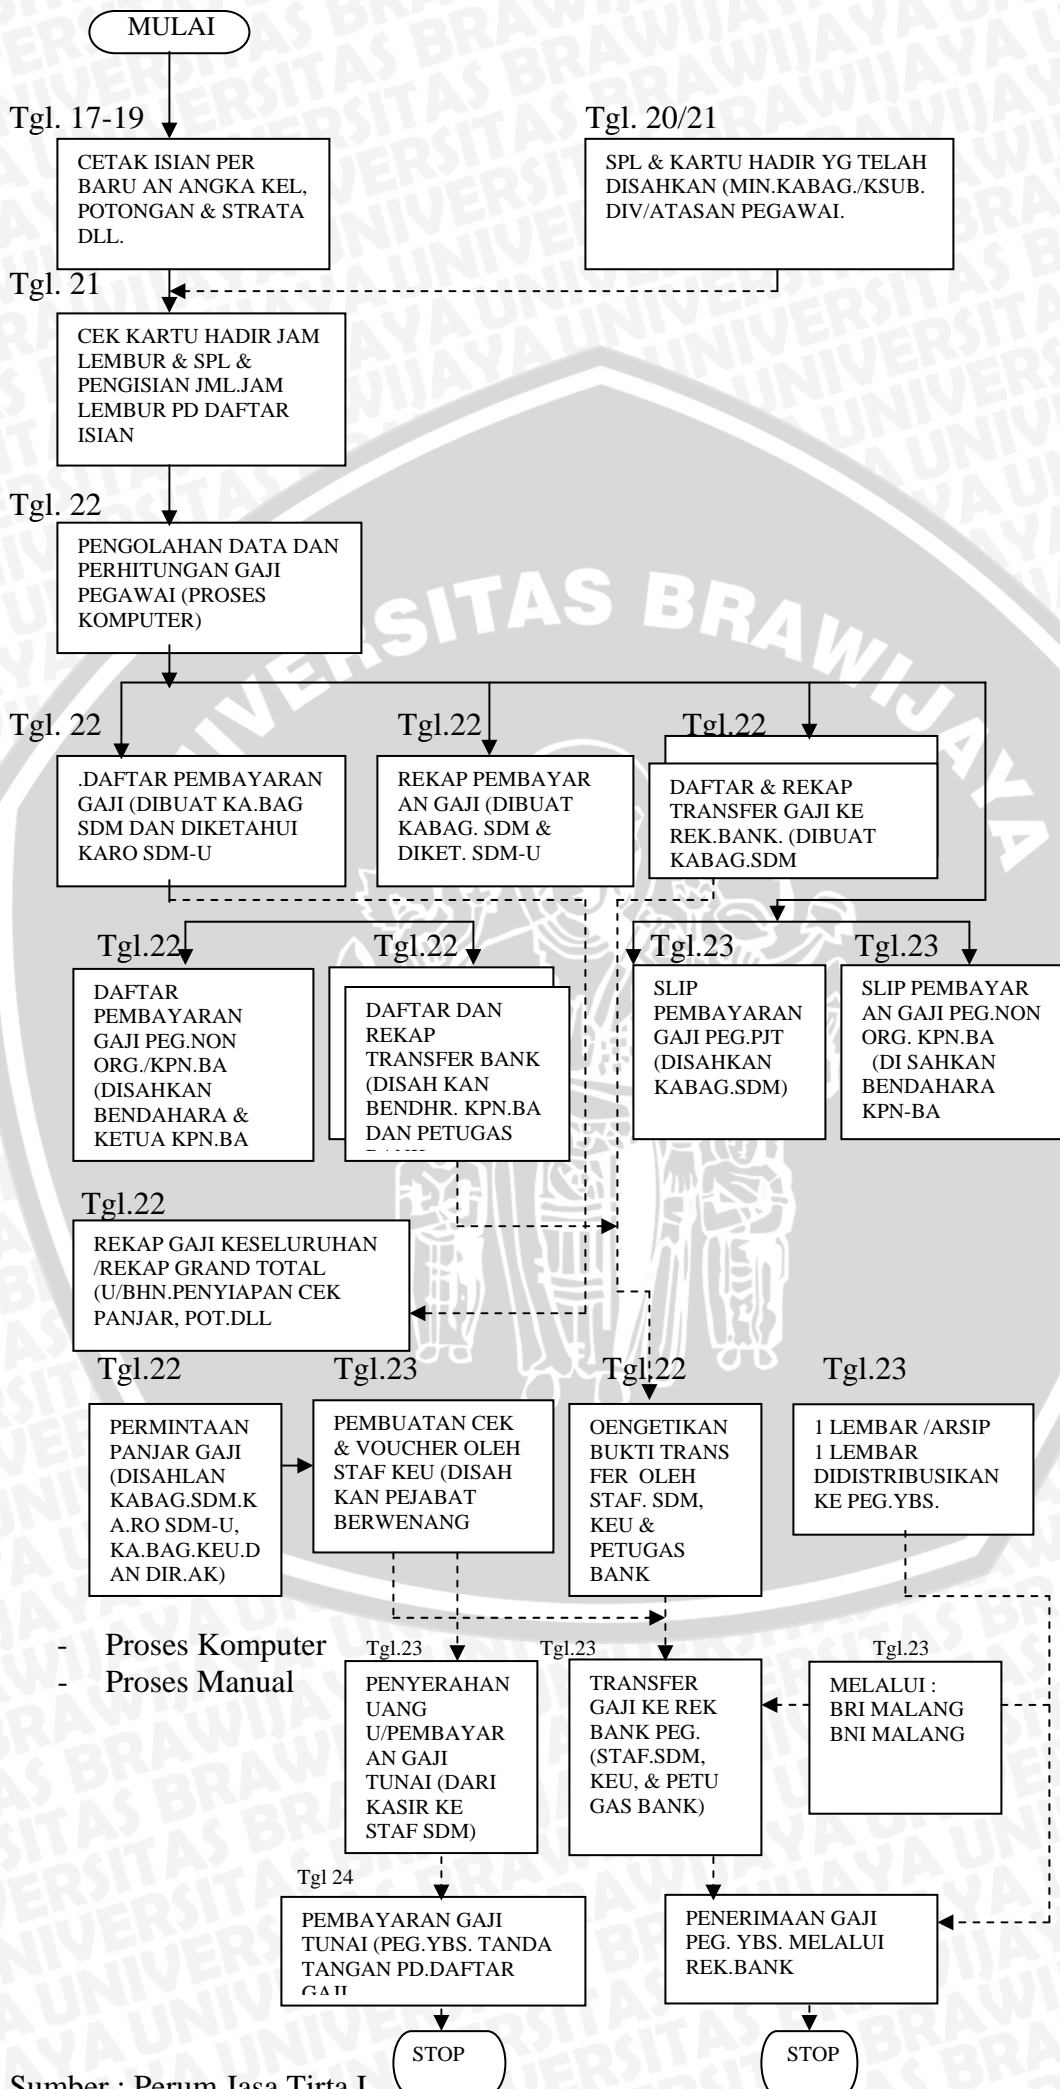 MULAI
Tgl. 17-19
CETAK ISIAN PER
BARU AN ANGKA KEL,
POTONGAN & STRATA
DLL.
Tgl. 20/21
SPL & KARTU HADIR YG TELAH
DISAHKAN (MIN.KABAG./KSUB.
DIV/ATASAN PEGAWAI.
Tgl. 21
CEK KARTU HADIR JAM
LEMBUR & SPL &
PENGISIAN JML.JAM
LEMBUR PD DAFTAR
ISIAN
Tgl. 22
PENGOLAHAN DATA DAN
PERHITUNGAN GAJI
PEGAWAI (PROSES
KOMPUTER)
UNIVERSITAS BRAWIJAYA
Tgl. 22
.DAFTAR PEMBAYARAN
GAJI (DIBUAT KA.BAG
SDM DAN DIKETAHUI
KARO SDM-U
Tgl.22
REKAP PEMBAYAR
AN GAJI (DIBUAT
KABAG. SDM &
DIKET. SDM-U
Tgl.22
DAFTAR & REKAP
TRANSFER GAJI KE
REK.BANK. (DIBUAT
KABAG.SDM
Tgl.22
DAFTAR
PEMBAYARAN
GAJI PEG.NON
ORG./KPN.BA
(DISAHKAN
BENDAHARA &
KETUA KPN.BA
Tgl.22
DAFTAR DAN
REKAP
TRANSFER BANK
(DISAH KAN
BENDHR. KPN.BA
DAN PETUGAS
Tgl.23
SLIP
PEMBAYARAN
GAJI PEG.PJT
(DISAHKAN
KABAG.SDM)
Tgl.23
SLIP PEMBAYAR
AN GAJI PEG.NON
ORG. KPN.BA
(DI SAHKAN
BENDAHARA
KPN-BA
Tgl.22
REKAP GAJI KESELURUHAN
/REKAP GRAND TOTAL
(U/BHN.PENYIAPAN CEK
PANJAR, POT.DLL
Tgl.22
PERMINTAAN
PANJAR GAJI
(DISAHLAN
KABAG.SDM.K
A.RO SDM-U,
KA.BAG.KEU.D
AN DIR.AK)
Tgl.23
PEMBUATAN CEK
& VOUCHER OLEH
STAF KEU (DISAH
KAN PEJABAT
BERWENANG
Tgl.22
OENGETIKAN
BUKTI TRANS
FER OLEH
STAF. SDM,
KEU &
PETUGAS
BANK
Tgl.23
1 LEMBAR /ARSIP
1 LEMBAR
DIDISTRIBUSIKAN
KE PEG.YBS.
- Proses Komputer
- Proses Manual
Tgl.23
PENYERAHAN
UANG
U/PEMBAYAR
AN GAJI
TUNAI (DARI
KASIR KE
STAF SDM)
Tgl.23
TRANSFER
GAJI KE REK
BANK PEG.
(STAF.SDM,
KEU, & PETU
GAS BANK)
Tgl.23
MELALUI :
BRI MALANG
BNI MALANG
Tgl 24
PEMBAYARAN GAJI
TUNAI (PEG.YBS. TANDA
TANGAN PD.DAFTAR
GAJI
PENERIMAAN GAJI
PEG. YBS. MELALUI
REK.BANK
STOP
STOP
Sumber : Perum Jasa Tirta I